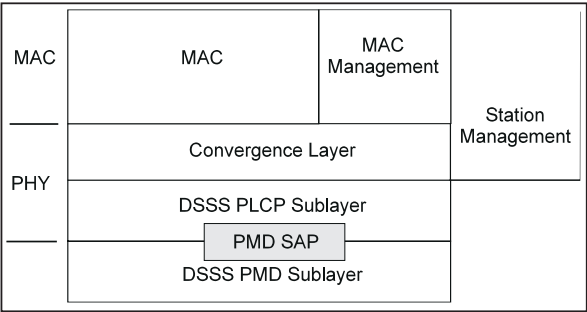 MAC
MAC
MAC
Management
Station
Management
Convergence Layer
PHY
DSSS PLCP Sublayer
PMD SAP
DSSS PMD Sublayer